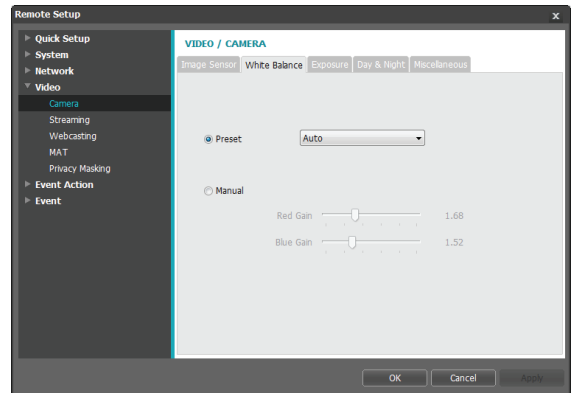 Remote Setup x
Quick Setup
System
Network
Video
Camera
Streaming
Webcasting
MAT
Privacy Masking
Event Action
Event
VIDEO / CAMERA
Image Sensor White Balance Exposure Day & Night Miscellaneous
Preset Auto
Manual
Red Gain 1.68
Blue Gain 1.52
OK Cancel Apply